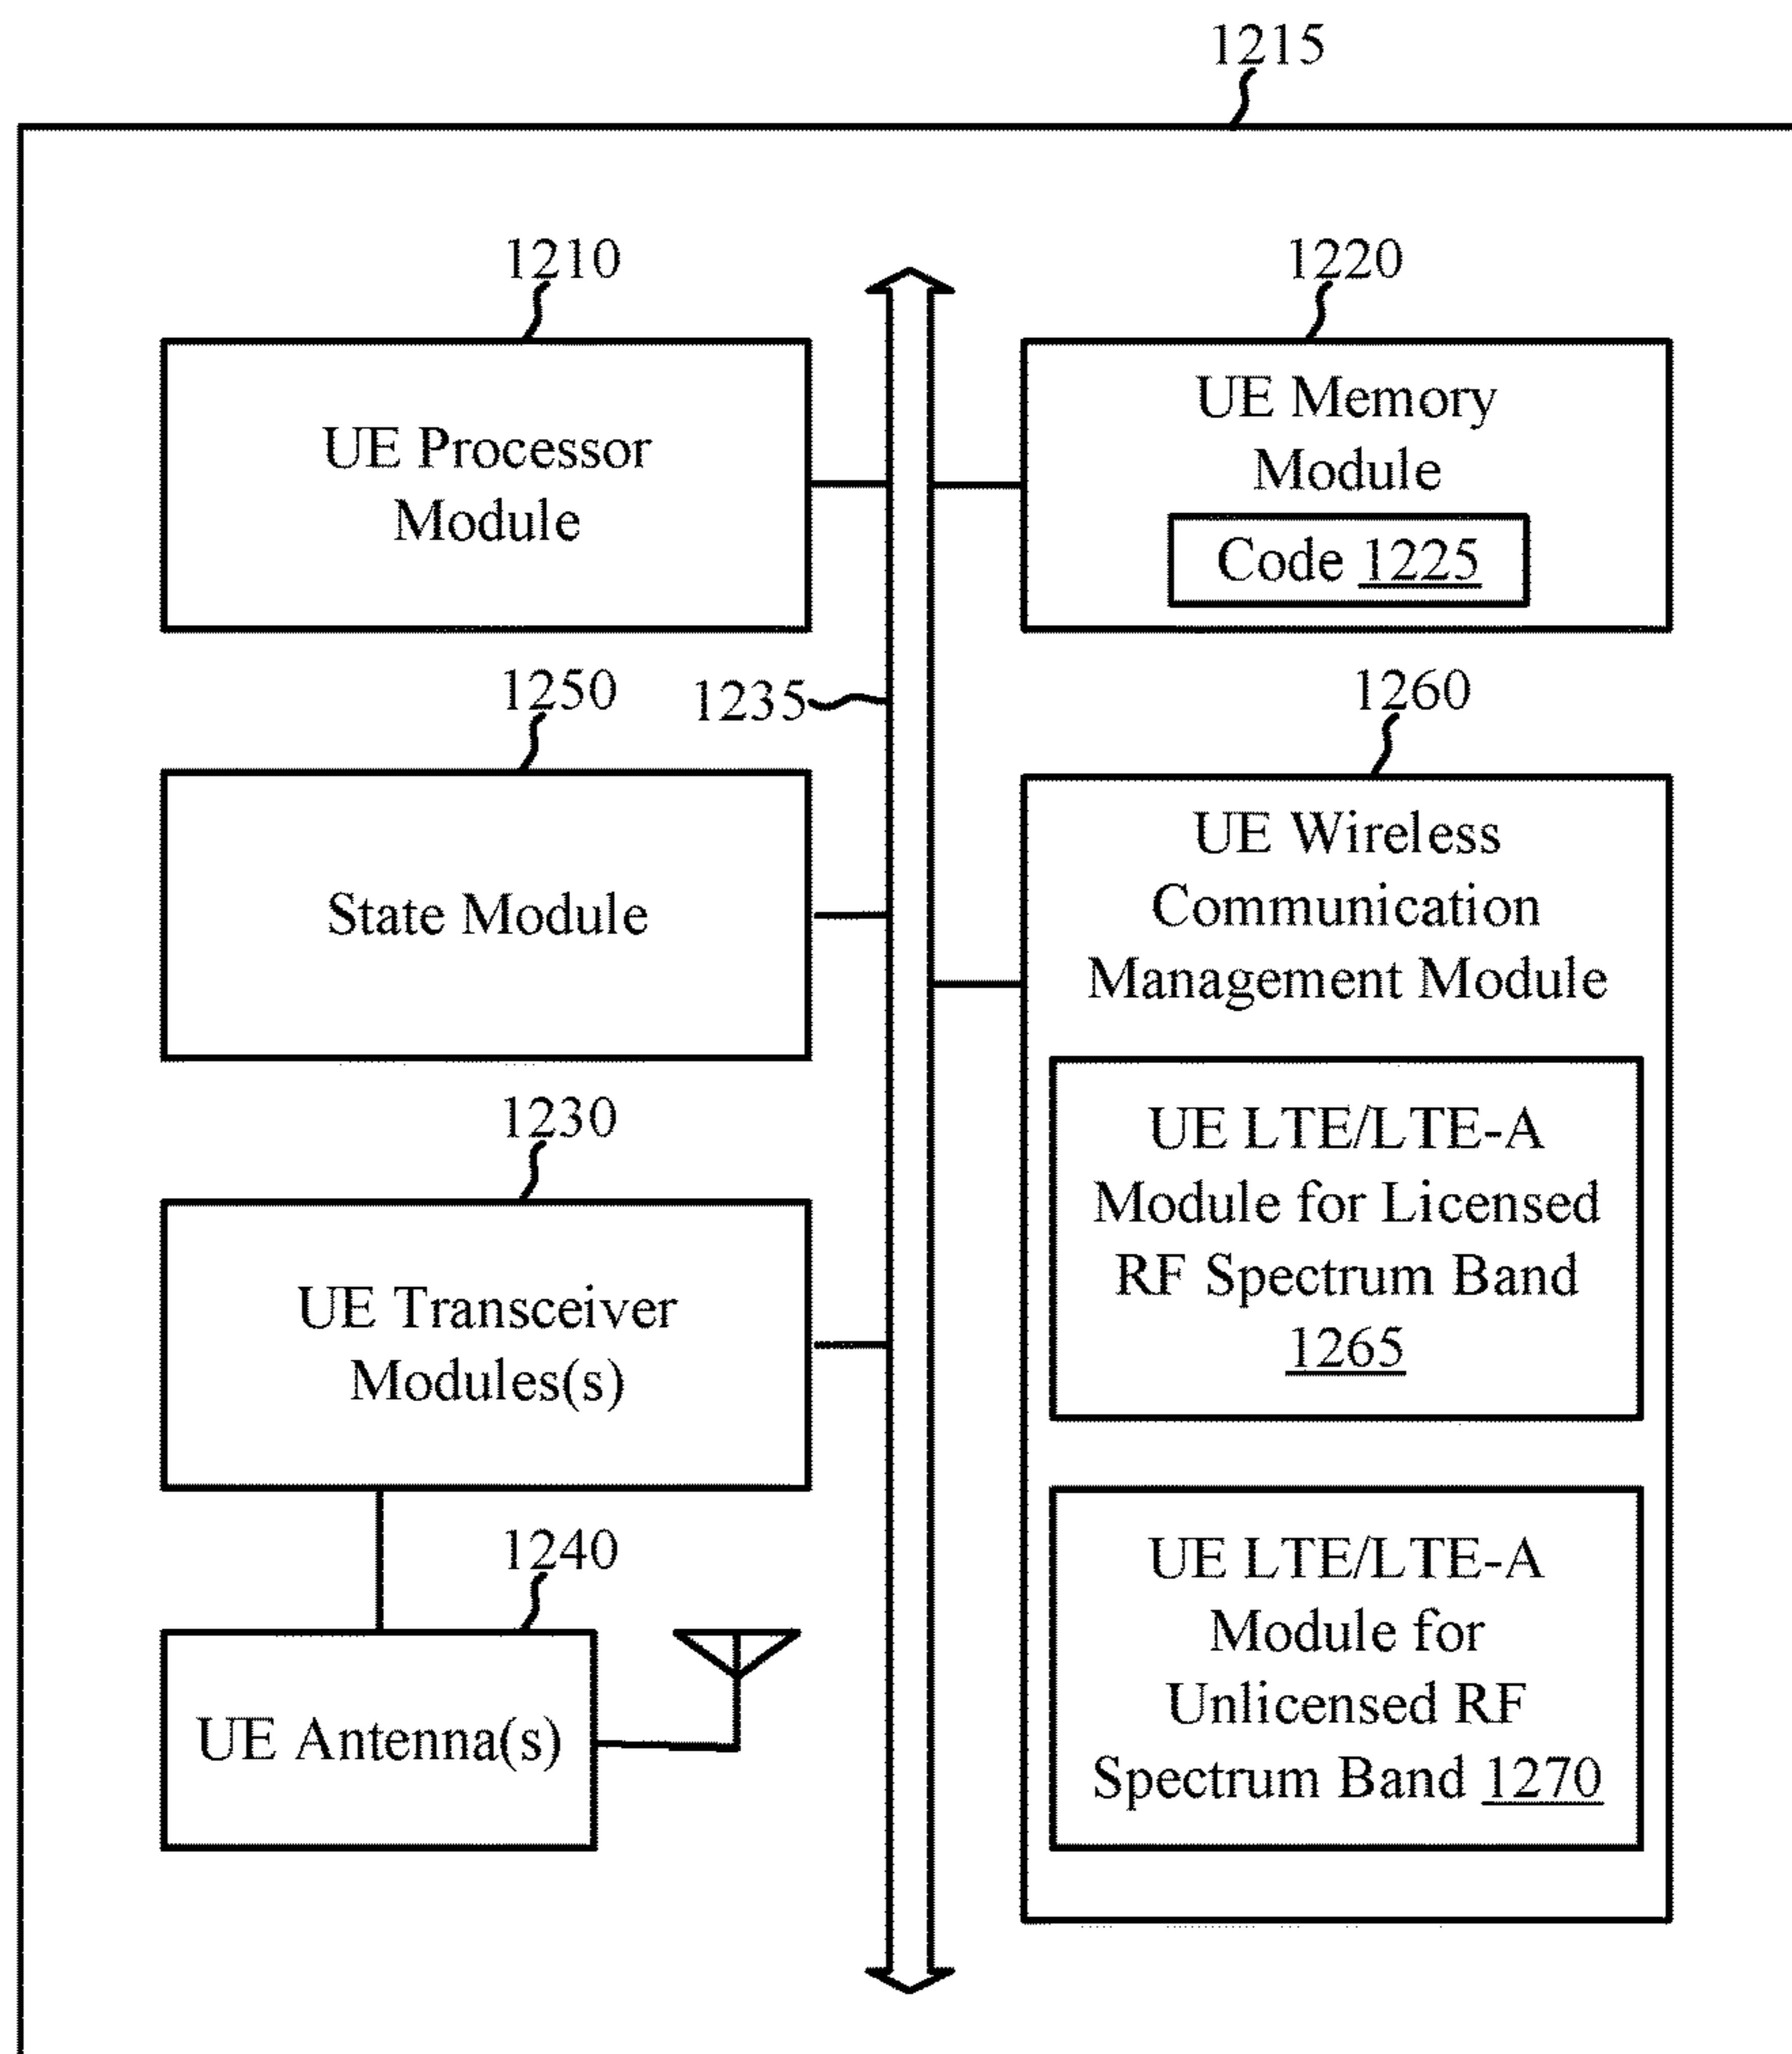 1215
1210
UE Processor
Module
1220
UE Memory
Module
Code 1225
1250
State Module
1235
1260
UE Wireless
Communication
Management Module
UE LTE/LTE-A
Module for Licensed
RF Spectrum Band
1265
UE LTE/LTE-A
Module for
Unlicensed RF
Spectrum Band 1270
1230
UE Transceiver
Modules(s)
1240
UE Antenna(s)